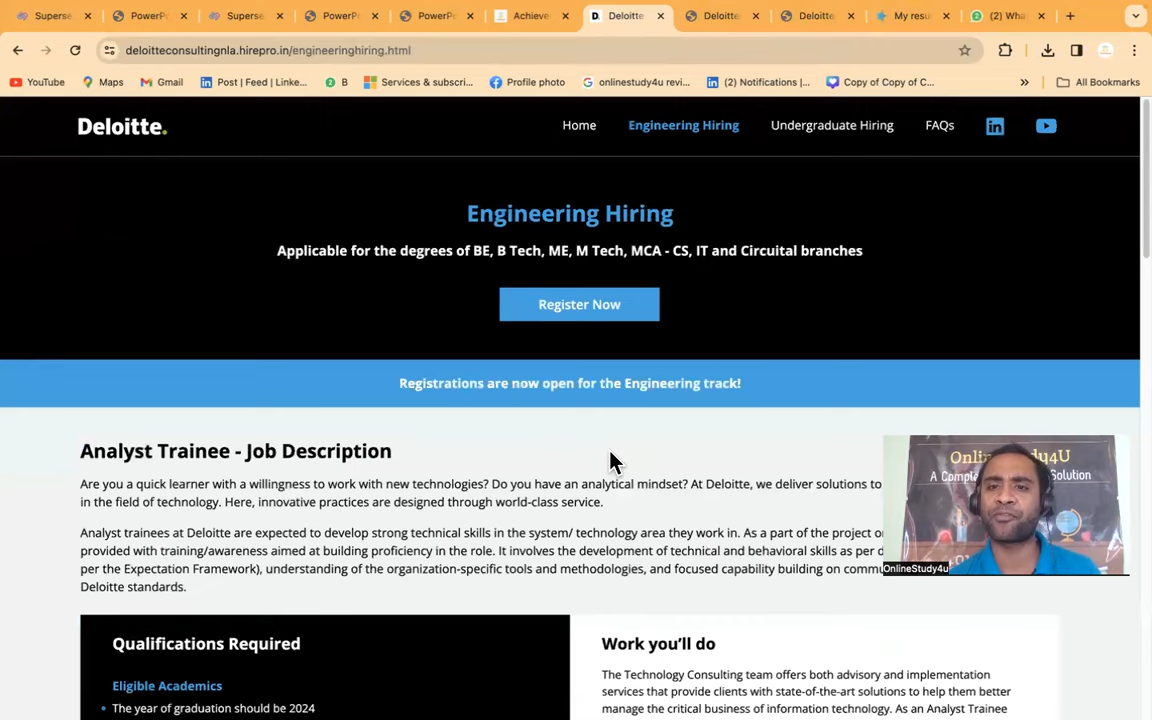 Superse
PowerPo
Superse
PowerP
PowerP
Achieve
Deloitte
Deloitte
Deloitte
My resu
(2) Wha
deloitteconsultingnla.hirepro.in/engineeringhiring.html
YouTube
Maps
Gmail
Post | Feed | Linke...
B
Services & subscri...
Profile photo
onlinestudy4u revi...
(2) Notifications |...
Copy of Copy of C...
All Bookmarks
Deloitte.
Home
Engineering Hiring
Undergraduate Hiring
FAQs
Engineering Hiring
Applicable for the degrees of BE, B Tech, ME, M Tech, MCA - CS, IT and Circuital branches
Register Now
Registrations are now open for the Engineering track!
Analyst Trainee - Job Description
Are you a quick learner with a willingness to work with new technologies? Do you have an analytical mindset? At Deloitte, we deliver solutions to
in the field of technology. Here, innovative practices are designed through world-class service.
Analyst trainees at Deloitte are expected to develop strong technical skills in the system/ technology area they work in. As a part of the project or
provided with training/awareness aimed at building proficiency in the role. It involves the development of technical and behavioral skills as per
per the Expectation Framework), understanding of the organization-specific tools and methodologies, and focused capability building on commu
Deloitte standards.
OnlineStudy4u
Qualifications Required
Eligible Academics
The year of graduation should be 2024
Work you'll do
The Technology Consulting team offers both advisory and implementation
services that provide clients with state-of-the-art solutions to help them better
manage the critical business of information technology. As an Analyst Trainee